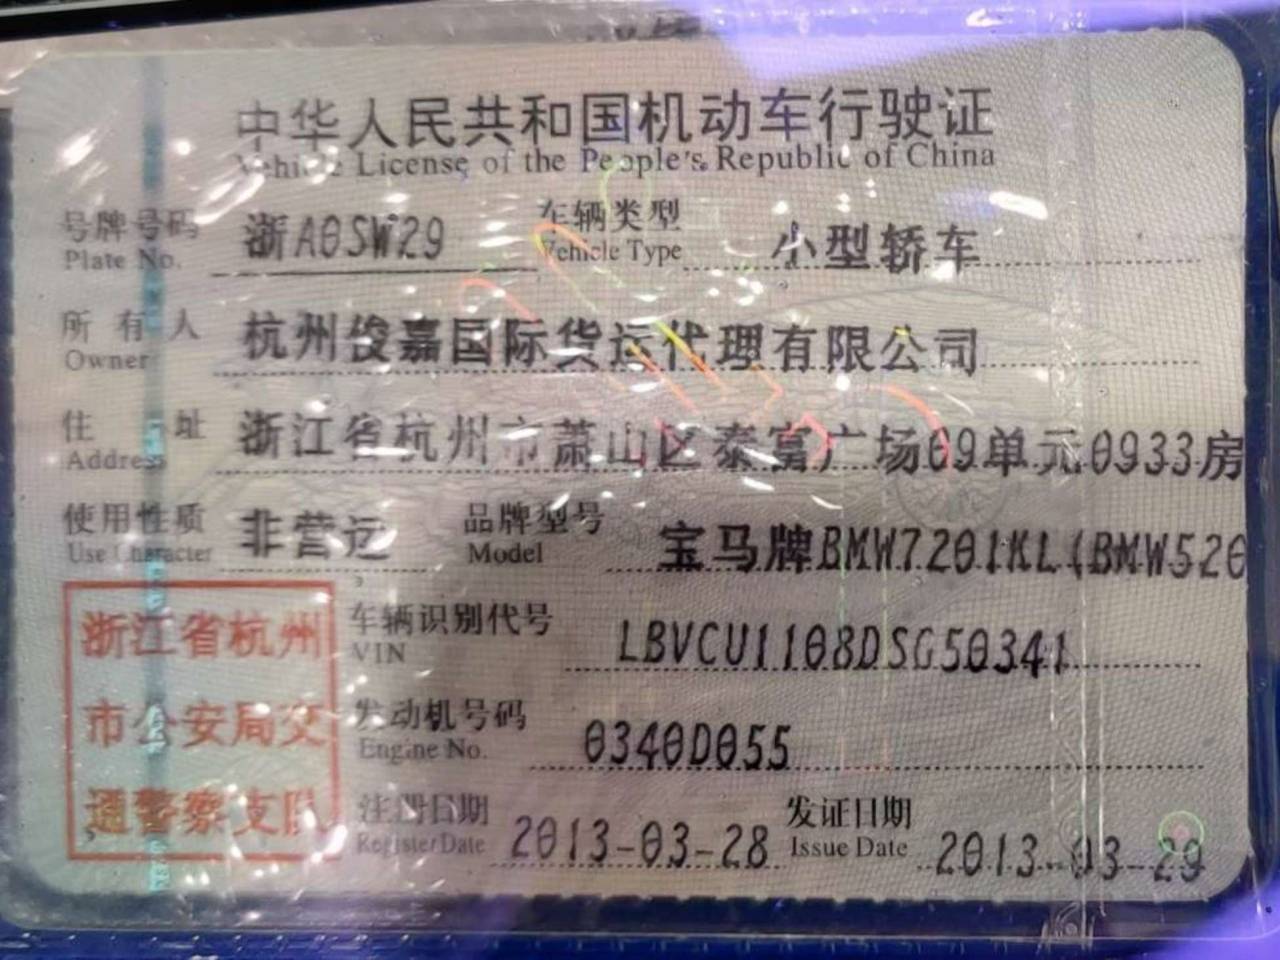 中华人民共和国机动车行驶证
Vehicle License of the People's Republic of China
号牌号码 浙A0SW29 车辆类型 小型轿车
Plate No. Vehicle Type
所有人 杭州俊嘉国际货运代理有限公司
Owner
住址 浙江省杭州市萧山区泰富广场09单元0933房
Address
使用性质 非营运 品牌型号 宝马牌BMW7201KL(BMW520
Use Character Model
浙江省杭州 车辆识别代号 LBVCU1108DSG50341
VIN
市公安局交 发动机号码 0340D055
Engine No.
通警察支队 注册日期 2013-03-28 发证日期 2013-03-29
Register Date Issue Date